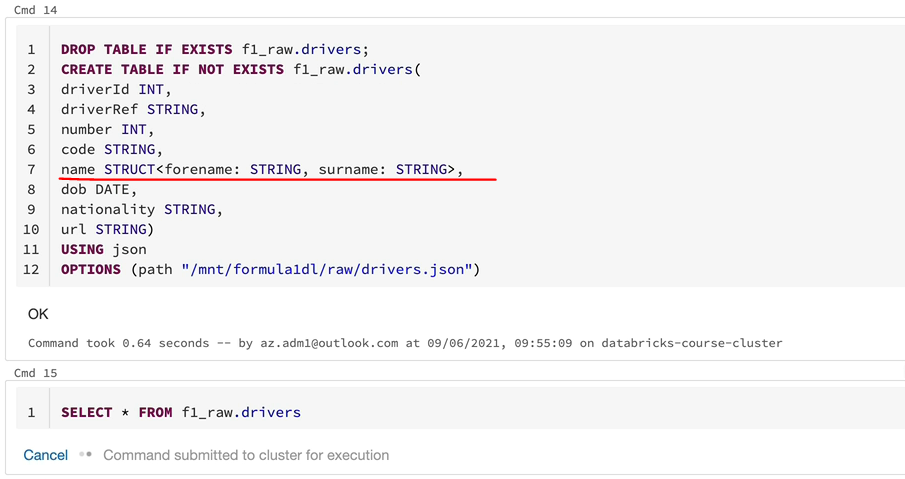 Cmd 14
1 DROP TABLE IF EXISTS f1_raw.drivers;
2 CREATE TABLE IF NOT EXISTS f1_raw.drivers(
3 driverId INT,
4 driverRef STRING,
5 number INT,
6 code STRING,
7 name STRUCT<forename: STRING, surname: STRING>,
8 dob DATE,
9 nationality STRING,
10 url STRING)
11 USING json
12 OPTIONS (path "/mnt/formula1dl/raw/drivers.json")
OK
Command took 0.64 seconds -- by az.adm1@outlook.com at 09/06/2021, 09:55:09 on databricks-course-cluster
Cmd 15
1 SELECT * FROM f1_raw.drivers
Cancel Command submitted to cluster for execution